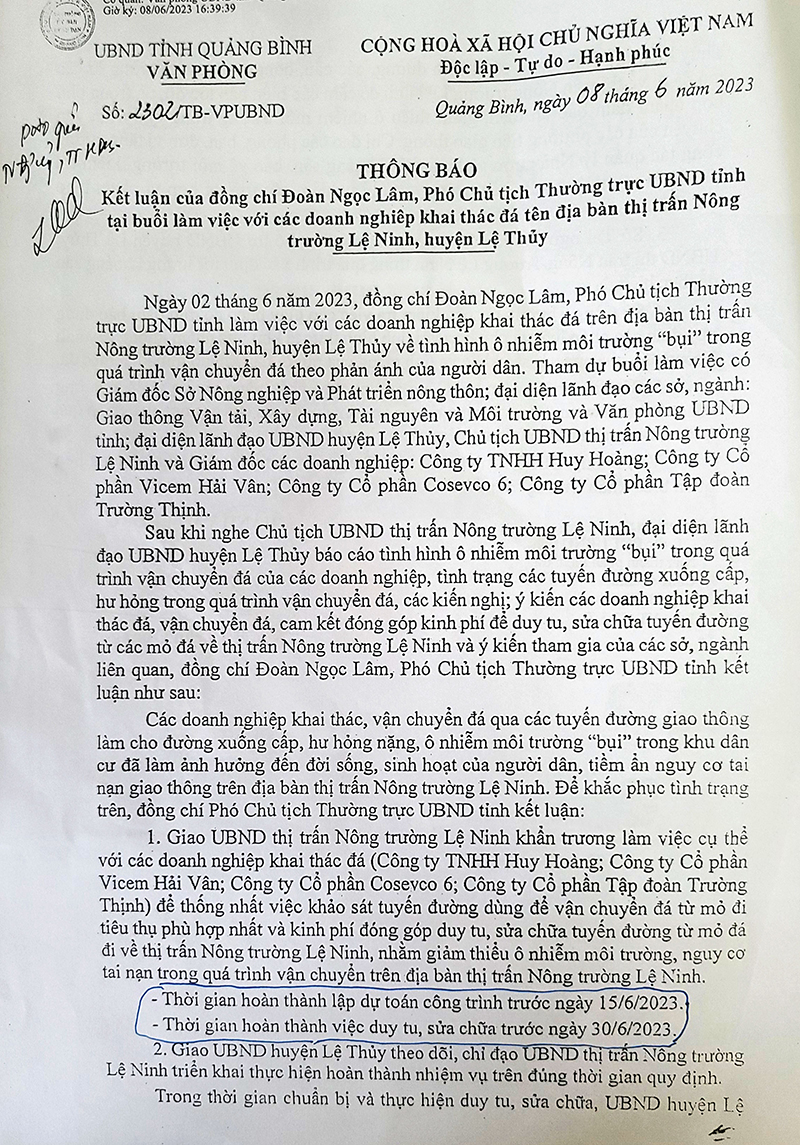 Giờ ký: 08/06/2023 16:39:39
UBND TỈNH QUẢNG BÌNH
VĂN PHÒNG
CỘNG HOÀ XÃ HỘI CHỦ NGHĨA VIỆT NAM
Độc lập - Tự do - Hạnh phúc
Số: 2302/TB-VPUBND
Quảng Bình, ngày 08 tháng 6 năm 2023
THÔNG BÁO
Kết luận của đồng chí Đoàn Ngọc Lâm, Phó Chủ tịch Thường trực UBND tỉnh
tại buổi làm việc với các doanh nghiêp khai thác đá tên địa bàn thị trấn Nông
trường Lệ Ninh, huyện Lệ Thủy
Ngày 02 tháng 6 năm 2023, đồng chí Đoàn Ngọc Lâm, Phó Chủ tịch Thường
trực UBND tỉnh làm việc với các doanh nghiệp khai thác đá trên địa bàn thị trấn
Nông trường Lệ Ninh, huyện Lệ Thủy về tình hình ô nhiễm môi trường “bụi” trong
quá trình vận chuyển đá theo phản ánh của người dân. Tham dự buổi làm việc có
Giám đốc Sở Nông nghiệp và Phát triển nông thôn; đại diện lãnh đạo các sở, ngành:
Giao thông Vận tải, Xây dựng, Tài nguyên và Môi trường và Văn phòng UBND
tỉnh; đại diện lãnh đạo UBND huyện Lệ Thủy, Chủ tịch UBND thị trấn Nông trường
Lệ Ninh và Giám đốc các doanh nghiệp: Công ty TNHH Huy Hoàng; Công ty Cổ
phần Vicem Hải Vân; Công ty Cổ phần Cosevco 6; Công ty Cổ phần Tập đoàn
Trường Thịnh.
Sau khi nghe Chủ tịch UBND thị trấn Nông trường Lệ Ninh, đại diện lãnh
đạo UBND huyện Lệ Thủy báo cáo tình hình ô nhiễm môi trường “bụi” trong quá
trình vận chuyển đá của các doanh nghiệp, tình trạng các tuyến đường xuống cấp,
hư hỏng trong quá trình vận chuyển đá, các kiến nghị; ý kiến các doanh nghiệp khai
thác đá, vận chuyển đá, cam kết đóng góp kinh phí để duy tu, sửa chữa tuyến đường
từ các mỏ đá về thị trấn Nông trường Lệ Ninh và ý kiến tham gia của các sở, ngành
liên quan, đồng chí Đoàn Ngọc Lâm, Phó Chủ tịch Thường trực UBND tỉnh kết
luận như sau:
Các doanh nghiệp khai thác, vận chuyển đá qua các tuyến đường giao thông
làm cho đường xuống cấp, hư hỏng nặng, ô nhiễm môi trường “bụi” trong khu dân
cư đã làm ảnh hưởng đến đời sống, sinh hoạt của người dân, tiềm ẩn nguy cơ tai
nạn giao thông trên địa bàn thị trấn Nông trường Lệ Ninh. Để khắc phục tình trạng
trên, đồng chí Phó Chủ tịch Thường trực UBND tỉnh kết luận:
1. Giao UBND thị trấn Nông trường Lệ Ninh khẩn trương làm việc cụ thể
với các doanh nghiệp khai thác đá (Công ty TNHH Huy Hoàng; Công ty Cổ phần
Vicem Hải Vân; Công ty Cổ phần Cosevco 6; Công ty Cổ phần Tập đoàn Trường
Thịnh) để thống nhất việc khảo sát tuyến đường dùng để vận chuyển đá từ mỏ đi
tiêu thụ phù hợp nhất và kinh phí đóng góp duy tu, sửa chữa tuyến đường từ mỏ đá
đi về thị trấn Nông trường Lệ Ninh, nhằm giảm thiểu ô nhiễm môi trường, nguy cơ
tai nạn trong quá trình vận chuyển trên địa bàn thị trấn Nông trường Lệ Ninh.
- Thời gian hoàn thành lập dự toán công trình trước ngày 15/6/2023.
- Thời gian hoàn thành việc duy tu, sửa chữa trước ngày 30/6/2023.
2. Giao UBND huyện Lệ Thủy theo dõi, chỉ đạo UBND thị trấn Nông trường
Lệ Ninh triển khai thực hiện hoàn thành nhiệm vụ trên đúng thời gian quy định.
Trong thời gian chuẩn bị và thực hiện duy tu, sửa chữa, UBND huyện Lệ